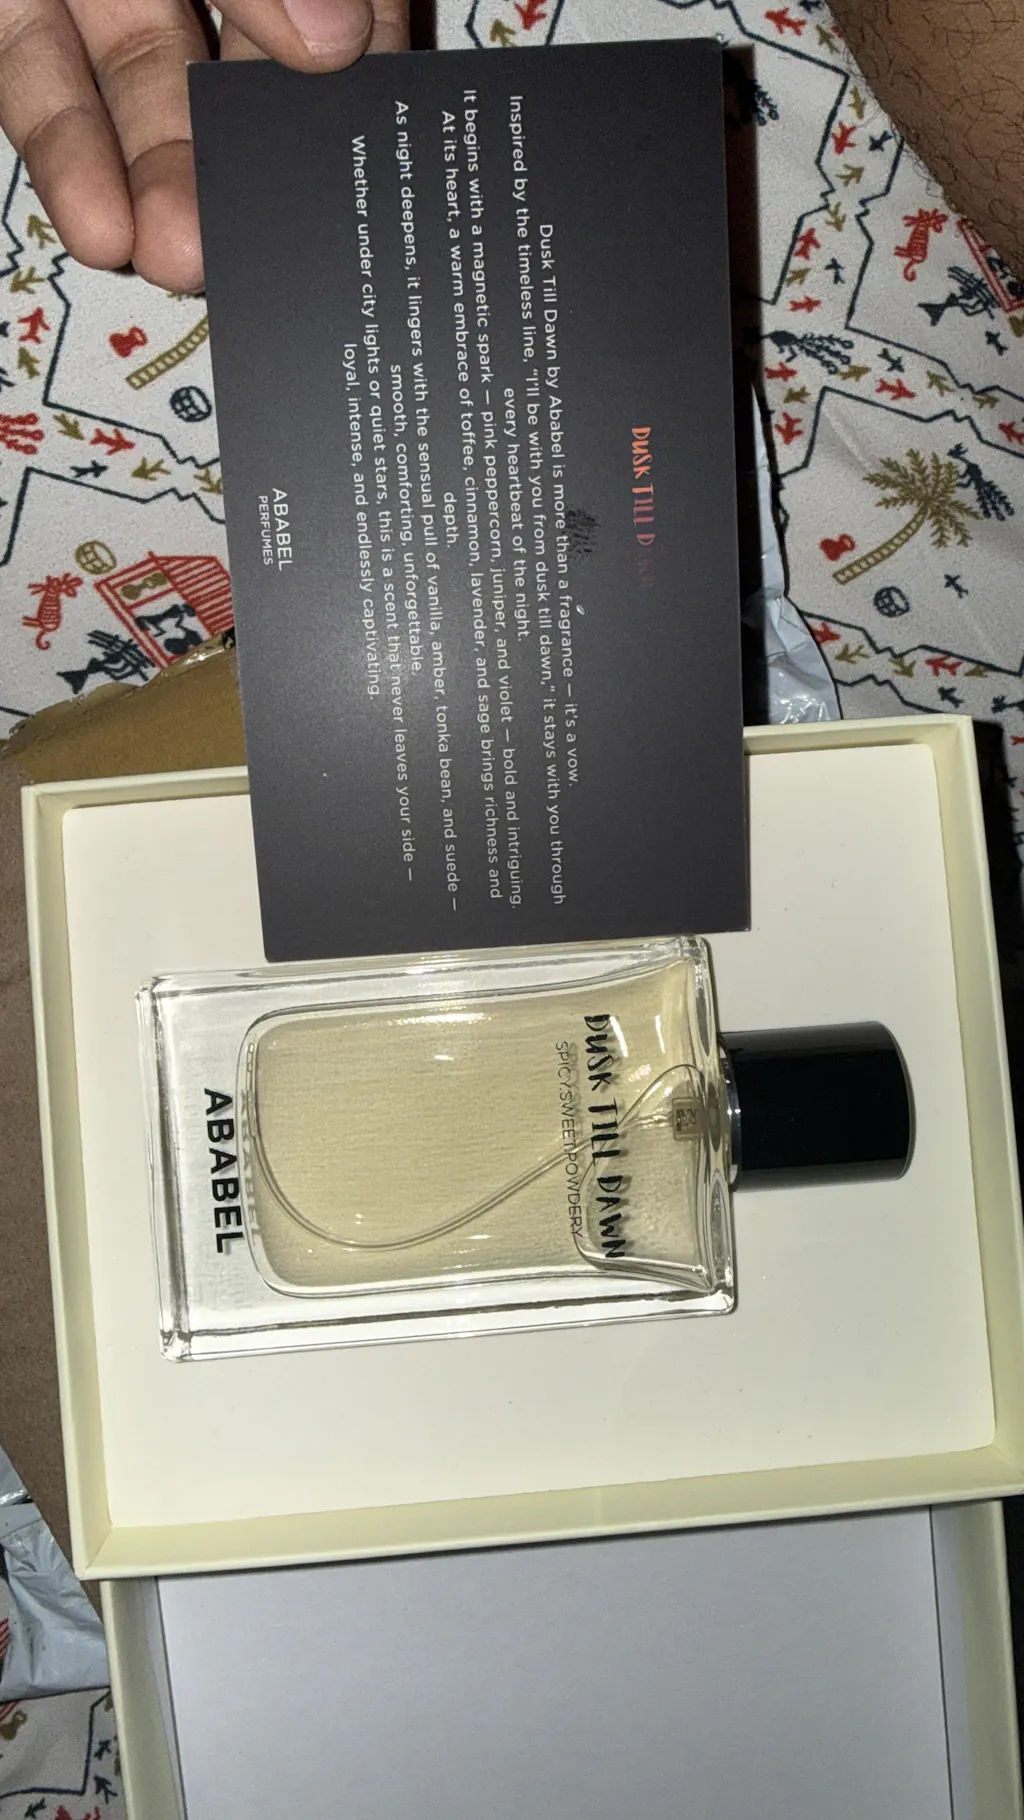 DUSK TILL D
Dusk Till Dawn by Ababel is more than a fragrance — it's a vow.
Inspired by the timeless line, "I'll be with you from dusk till dawn," it stays with you through
every heartbeat of the night.
It begins with a magnetic spark — pink peppercorn, juniper, and violet — bold and intriguing.
At its heart, a warm embrace of toffee, cinnamon, lavender, and sage brings richness and
depth.
As night deepens, it lingers with the sensual pull of vanilla, amber, tonka bean, and suede —
smooth, comforting, unforgettable.
Whether under city lights or quiet stars, this is a scent that never leaves your side —
loyal, intense, and endlessly captivating.
ABABEL
PERFUMES
DUSK TILL DAWN
SPICY.SWEET.POWDERY
ABABEL